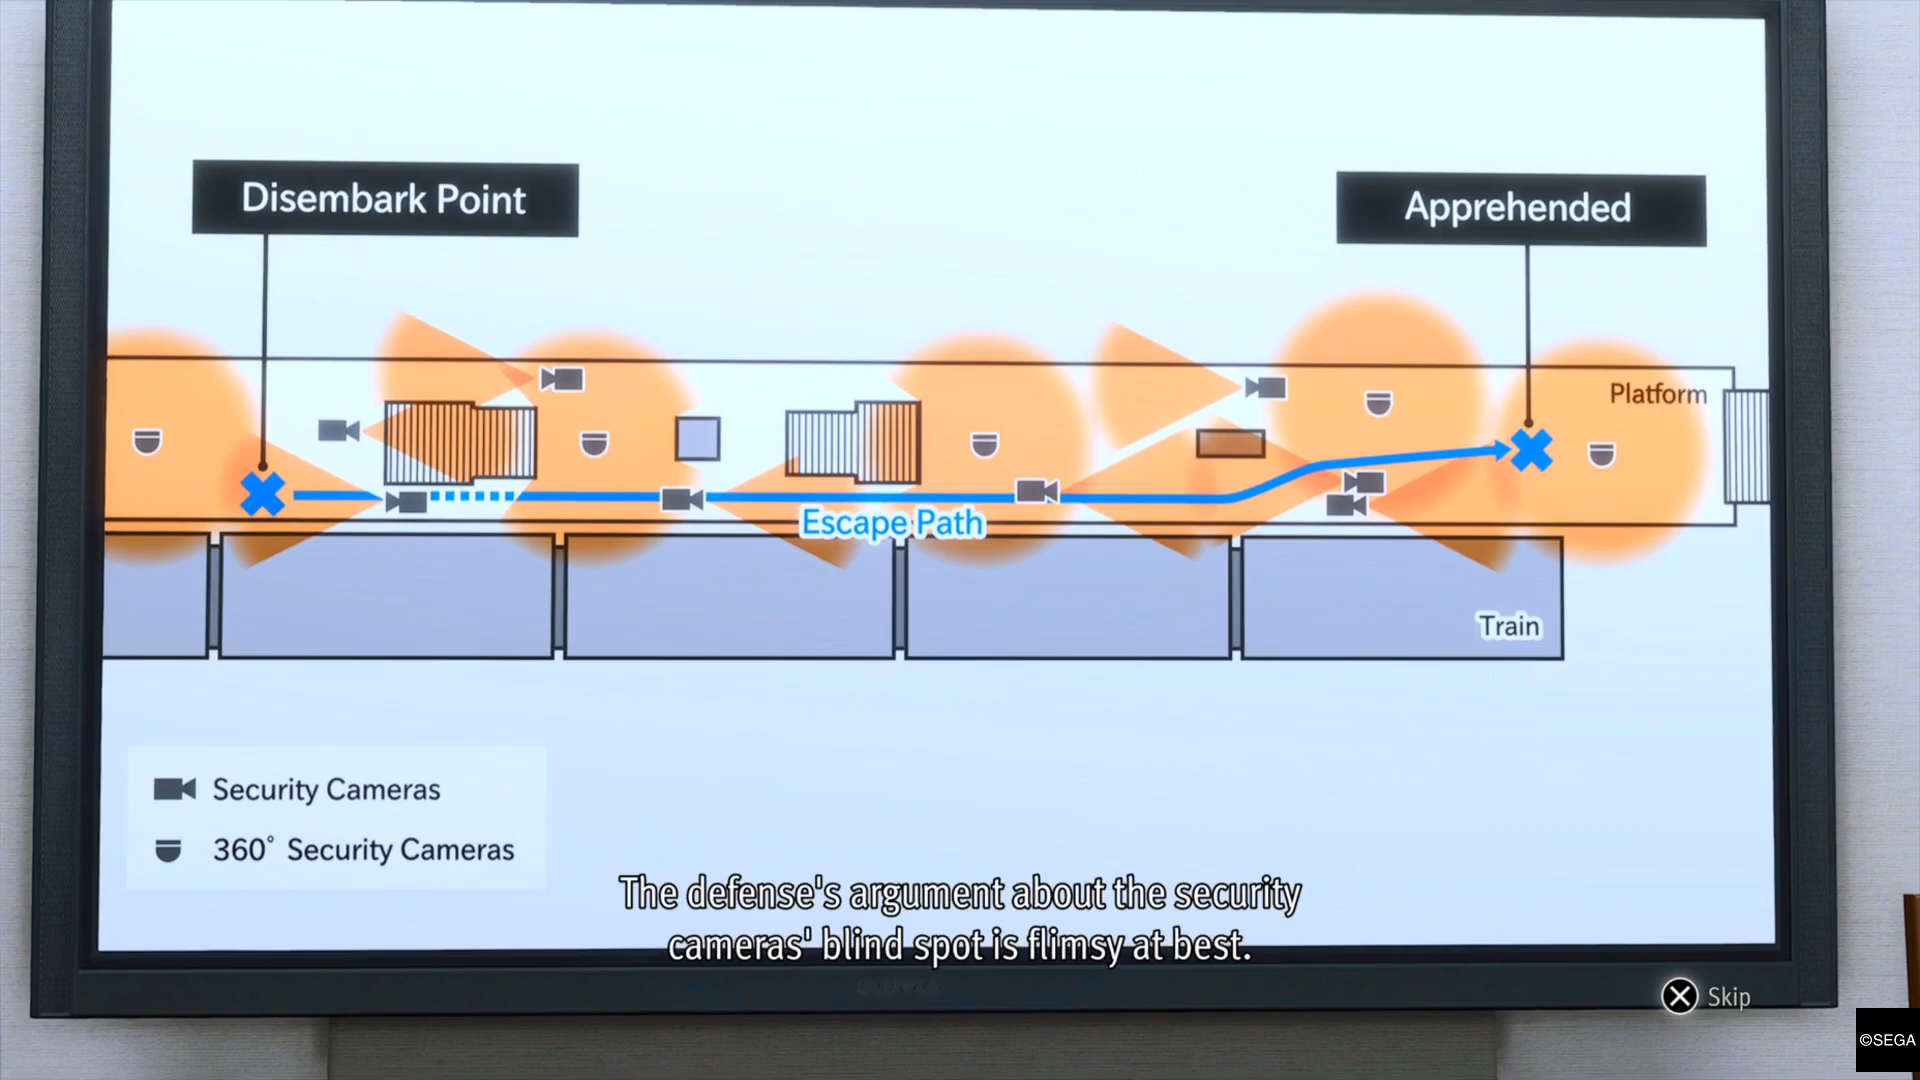 Disembark Point
Apprehended
Platform
Escape Path
Train
Security Cameras
360° Security Cameras
The defense's argument about the security
cameras' blind spot is flimsy at best.
Skip
©SEGA